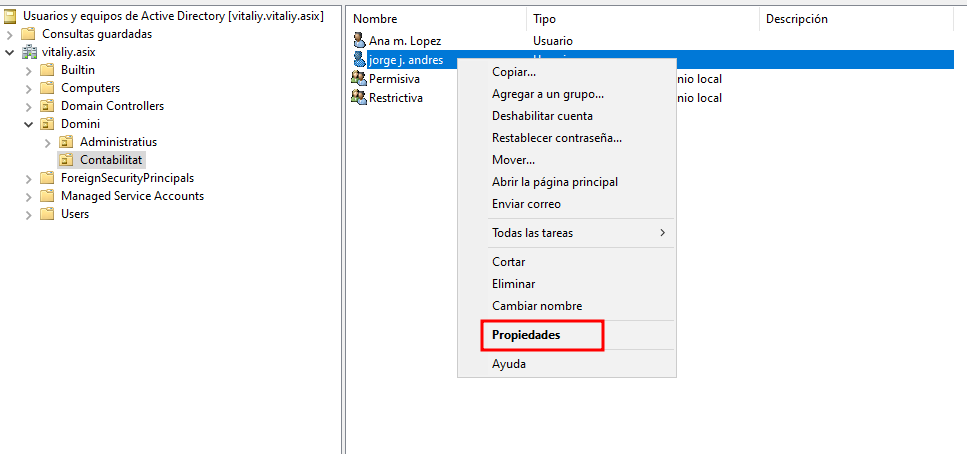 Usuarios y equipos de Active Directory [vitaliy.vitaliy.asix]
Consultas guardadas
vitaliy.asix
Builtin
Computers
Domain Controllers
Domini
Administratius
Contabilitat
ForeignSecurityPrincipals
Managed Service Accounts
Users
Nombre Tipo Descripción
Ana m. Lopez Usuario
jorge j. andres
Permisiva nio local
Restrictiva nio local
Copiar...
Agregar a un grupo...
Deshabilitar cuenta
Restablecer contraseña...
Mover...
Abrir la página principal
Enviar correo
Todas las tareas
Cortar
Eliminar
Cambiar nombre
Propiedades
Ayuda